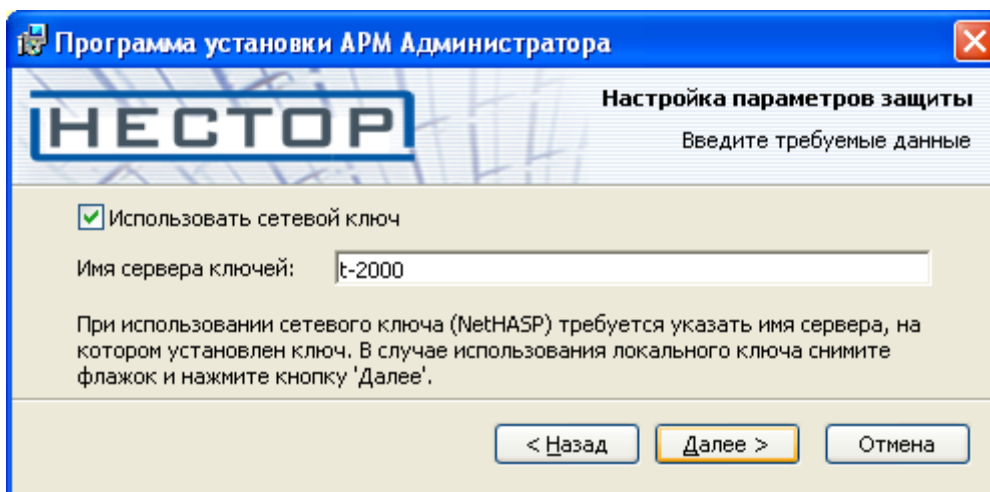 Программа установки АРМ Администратора
НЕСТОР
Настройка параметров защиты
Введите требуемые данные
Использовать сетевой ключ
Имя сервера ключей:
t-2000
При использовании сетевого ключа (NetHASP) требуется указать имя сервера, на
котором установлен ключ. В случае использования локального ключа снимите
флажок и нажмите кнопку 'Далее'.
< Назад
Далее >
Отмена